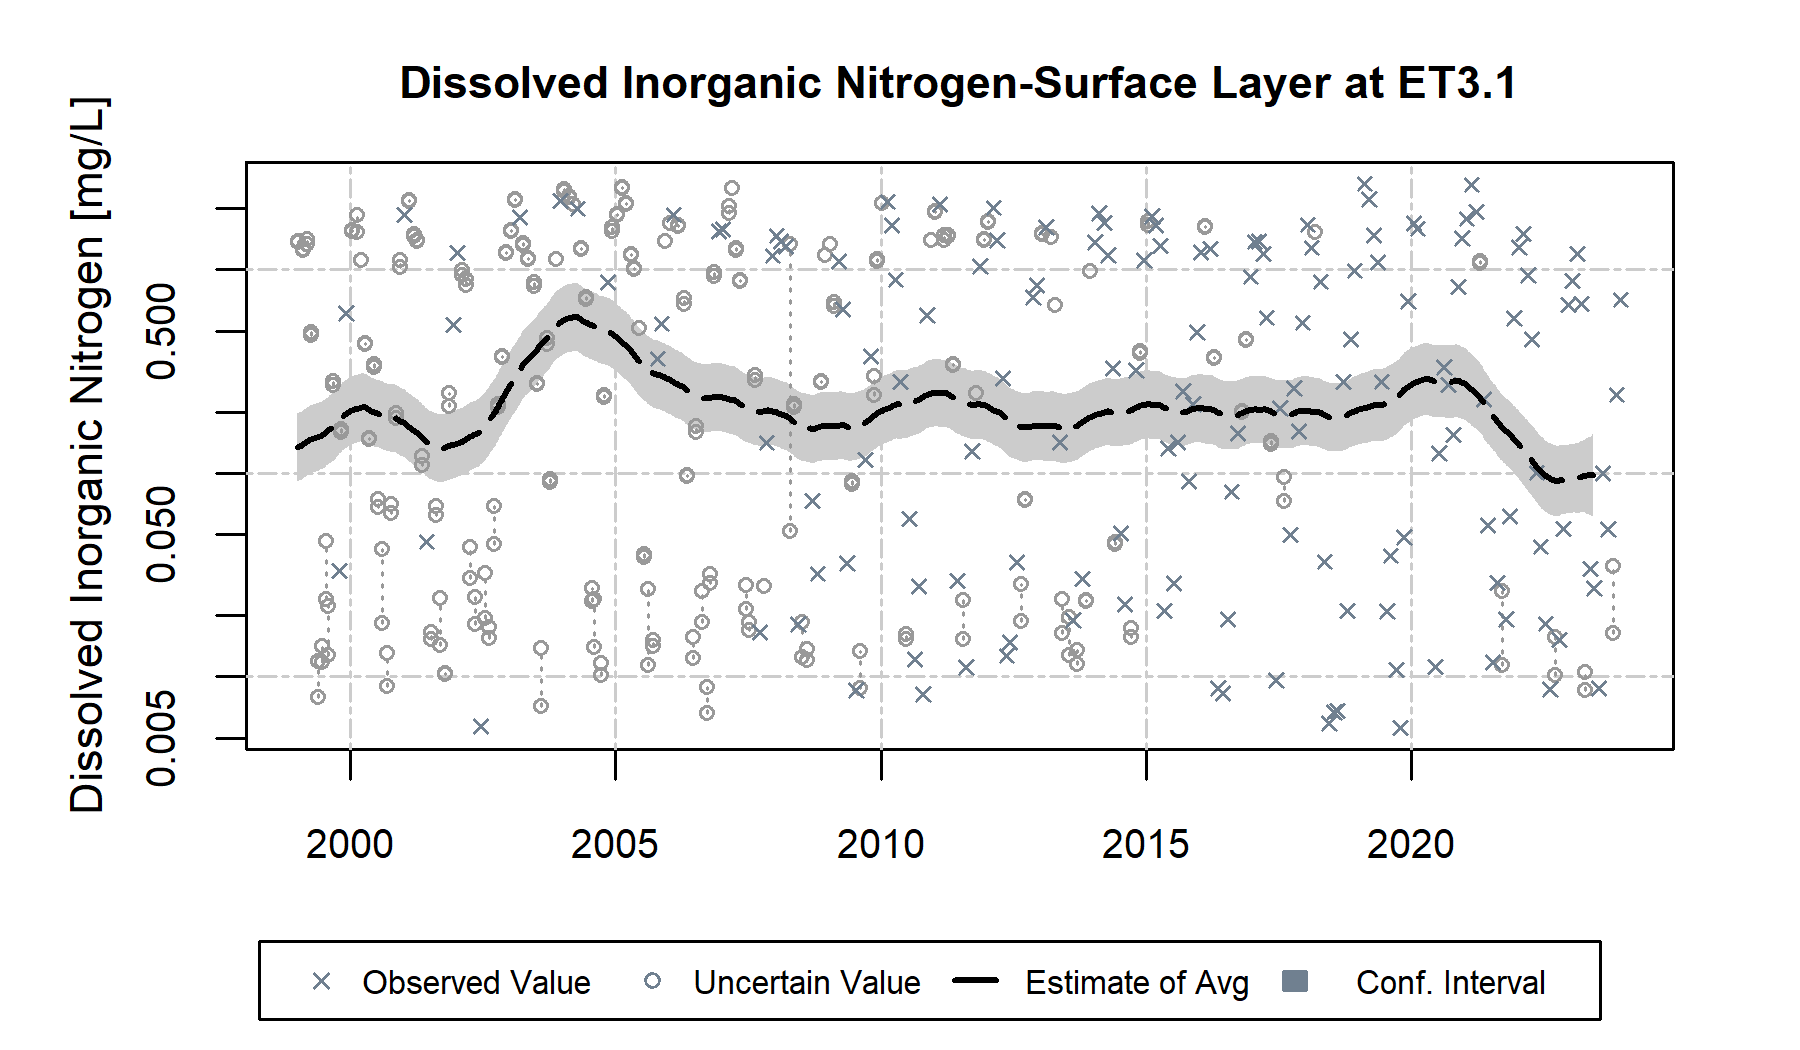 Dissolved Inorganic Nitrogen-Surface Layer at ET3.1
Dissolved Inorganic Nitrogen [mg/L]
0.500
0.050
0.005
2000 2005 2010 2015 2020
Observed Value Uncertain Value Estimate of Avg Conf. Interval